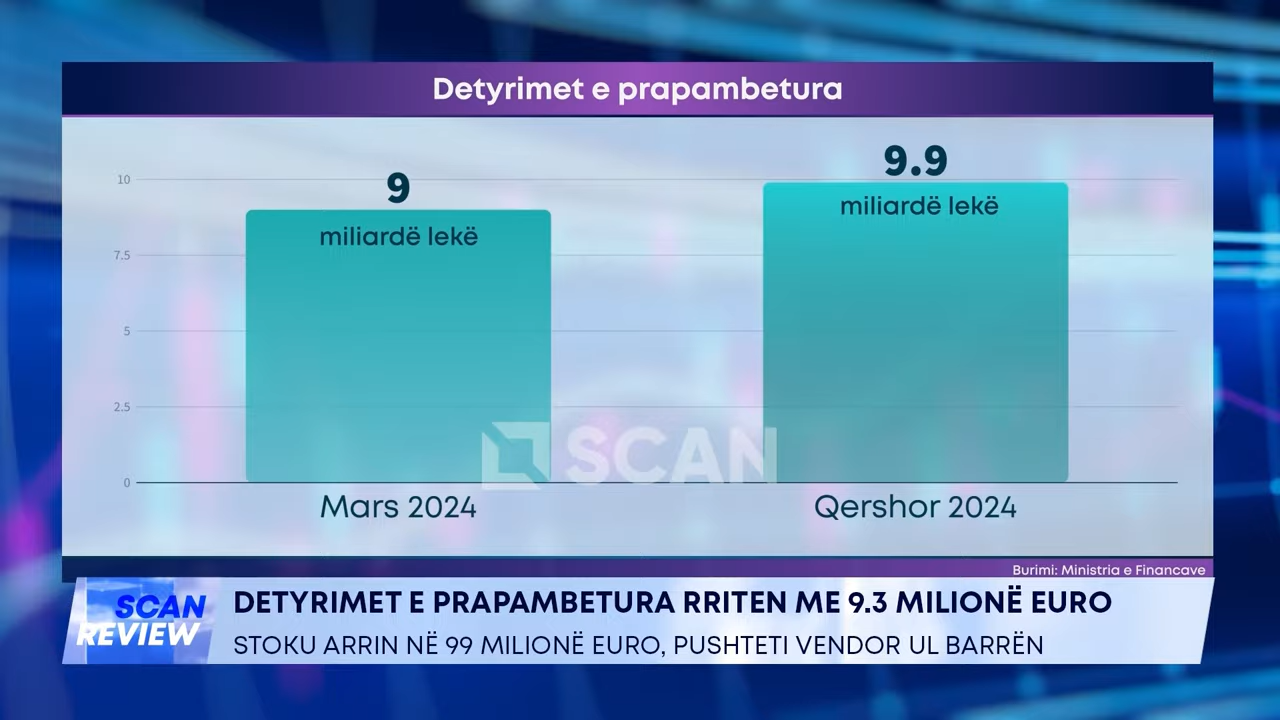 Detyrimet e prapambetura
10
7.5
5
2.5
0
9
miliardë lekë
9.9
miliardë lekë
SCAN
Mars 2024
Qershor 2024
Burimi: Ministria e Financave
SCAN
REVIEW
DETYRIMET E PRAPAMBETURA RRITEN ME 9.3 MILIONË EURO
STOKU ARRIN NË 99 MILIONË EURO, PUSHTETI VENDOR UL BARRËN